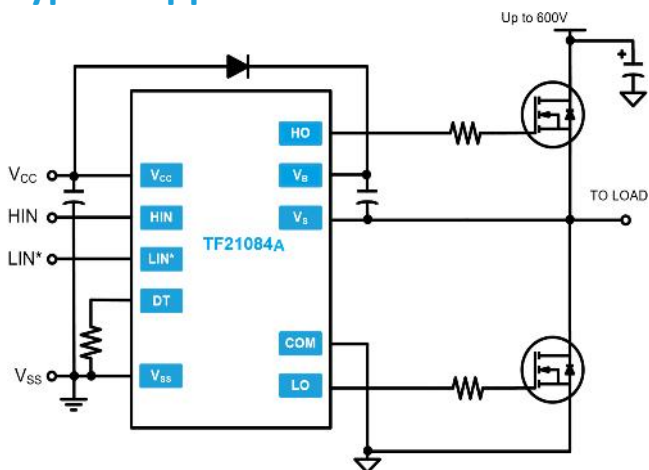 Up to 600V
+
HO
VCC
VCC
VB
TO LOAD
HIN
HIN
VS
LIN*
LIN*
TF21084A
DT
COM
VSS
VSS
LO